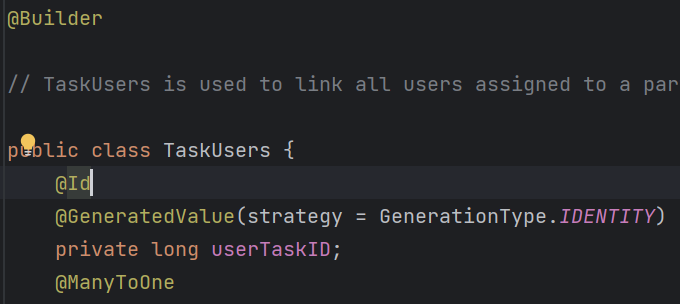 @Builder
// TaskUsers is used to link all users assigned to a par
public class TaskUsers {
@Id
@GeneratedValue(strategy = GenerationType.IDENTITY)
private long userTaskID;
@ManyToOne